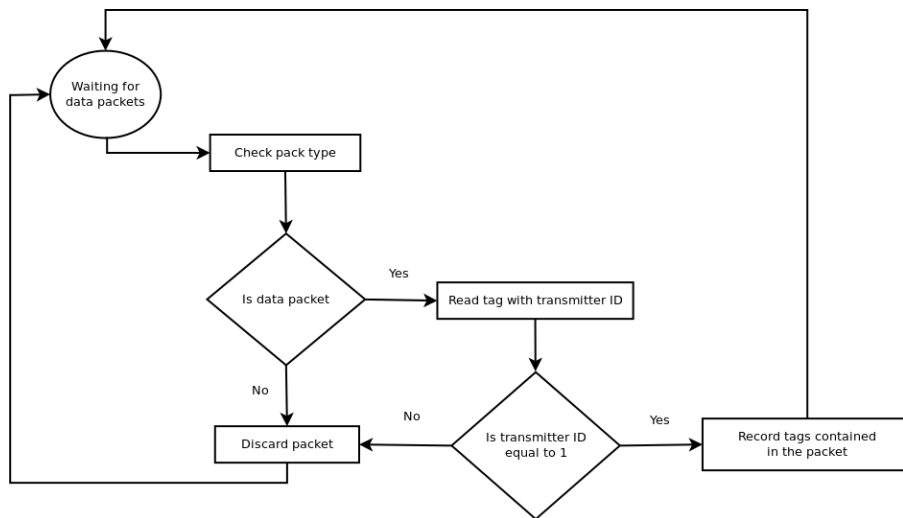 Waiting for
data packets
Check pack type
Is data packet
Yes
Read tag with transmitter ID
No
Discard packet
No
Is transmitter ID
equal to 1
Yes
Record tags contained
in the packet